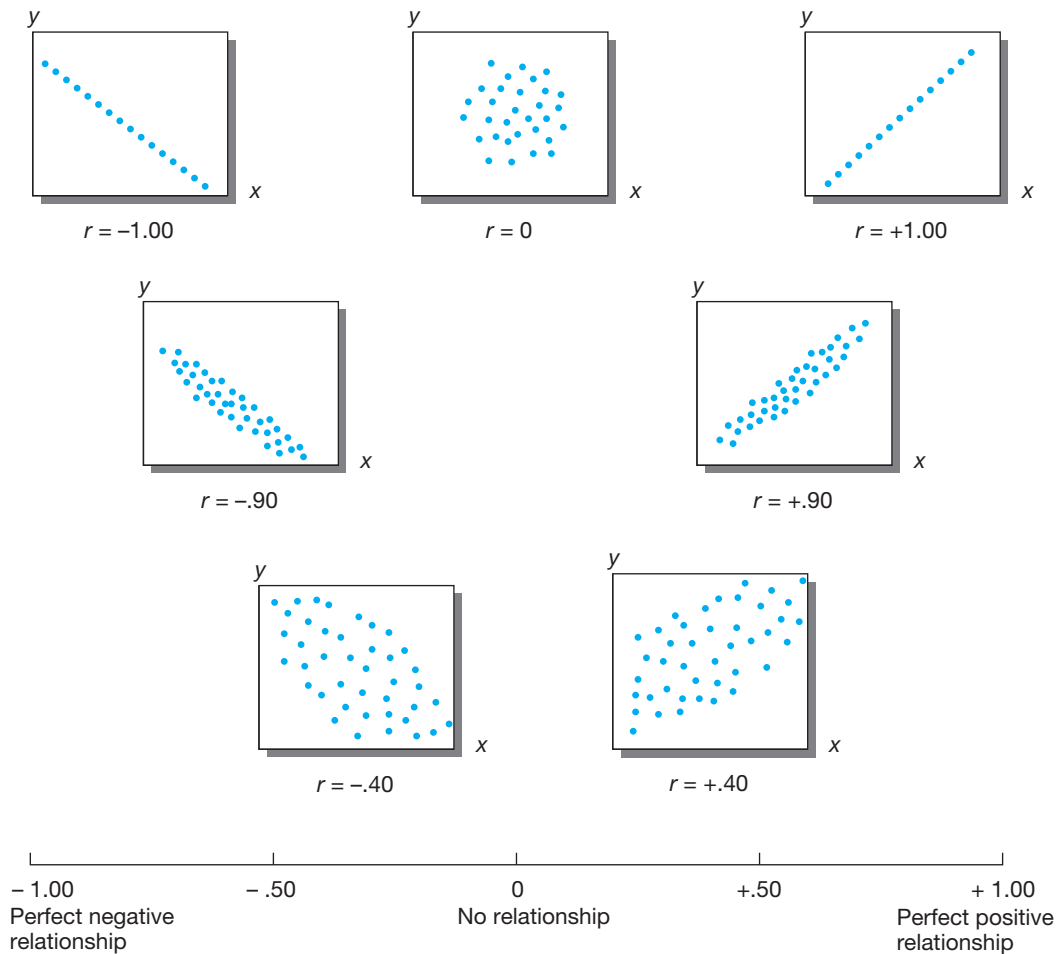 y
y
y
x
x
x
r = –1.00
r = 0
r = +1.00
y
y
x
x
r = –.90
r = +.90
y
y
x
x
r = –.40
r = +.40
– 1.00
– .50
0
+.50
+ 1.00
Perfect negative
relationship
No relationship
Perfect positive
relationship